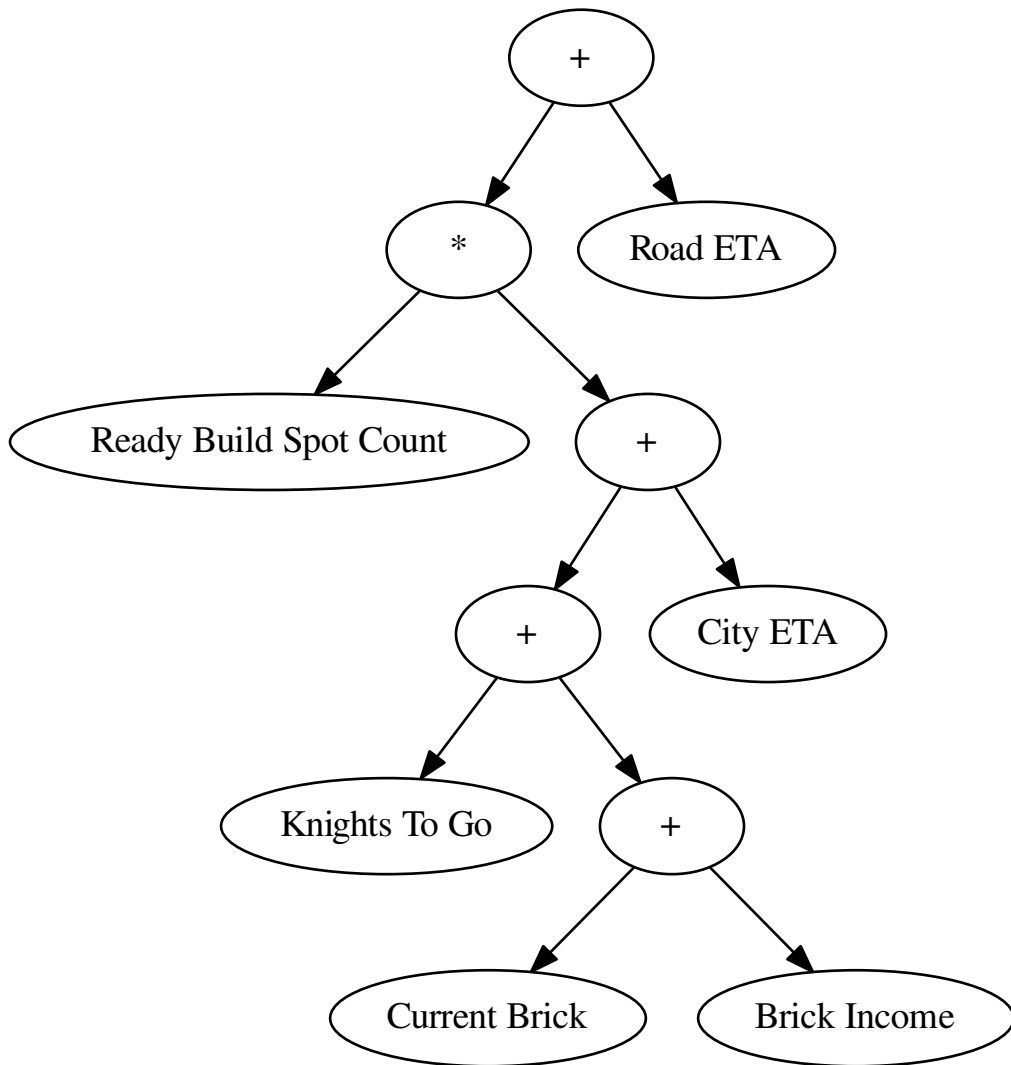 +
*
Road ETA
Ready Build Spot Count
+
+
City ETA
Knights To Go
+
Current Brick
Brick Income